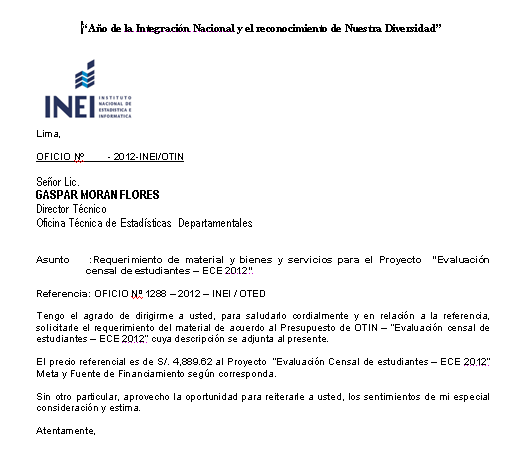 “Año de la Integración Nacional y el reconocimiento de Nuestra Diversidad”
INEI
INSTITUTO
NACIONAL DE
ESTADÍSTICA E
INFORMÁTICA
Lima,
OFICIO Nº - 2012-INEI/OTIN
Señor Lic.
GASPAR MORAN FLORES
Director Técnico
Oficina Técnica de Estadísticas Departamentales
Asunto :Requerimiento de material y bienes y servicios para el Proyecto “Evaluación
censal de estudiantes – ECE 2012”.
Referencia: OFICIO Nº 1288 – 2012 – INEI / OTED
Tengo el agrado de dirigirme a usted, para saludarlo cordialmente y en relación a la referencia,
solicitarle el requerimiento del material de acuerdo al Presupuesto de OTIN – “Evaluación censal de
estudiantes – ECE 2012” cuya descripción se adjunta al presente.
El precio referencial es de S/. 4,889.62 al Proyecto “Evaluación Censal de estudiantes – ECE 2012”
Meta y Fuente de Financiamiento según corresponda.
Sin otro particular, aprovecho la oportunidad para reiterarle a usted, los sentimientos de mi especial
consideración y estima.
Atentamente,